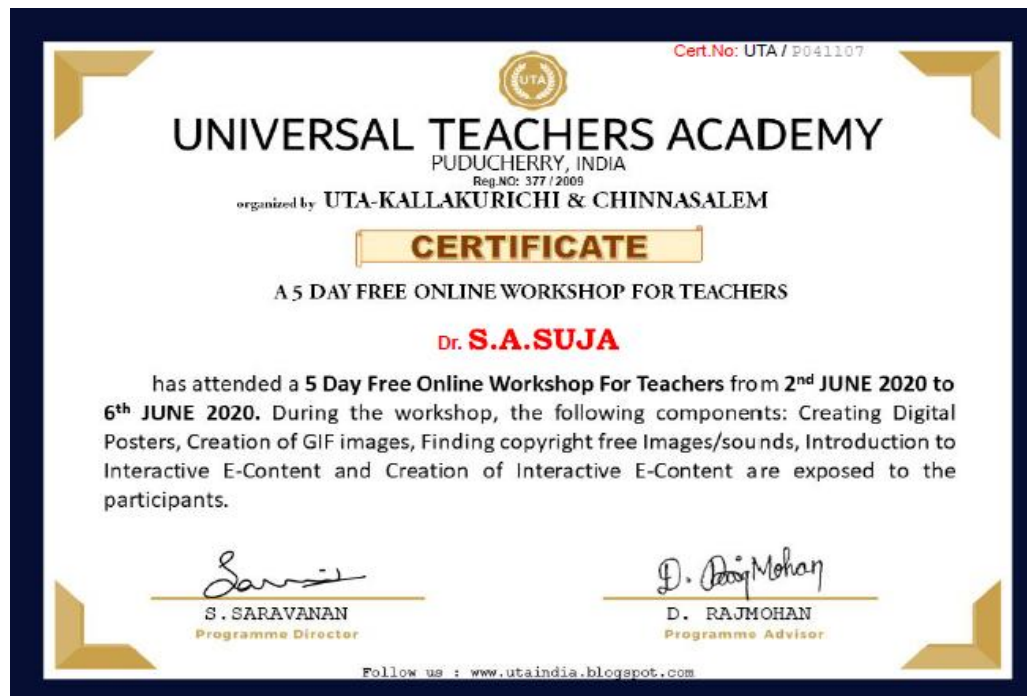 Cert.No: UTA / P041107
UTA
UNIVERSAL TEACHERS ACADEMY
PUDUCHERRY, INDIA
Reg.NO: 377 / 2009
organized by UTA-KALLAKURICHI & CHINNASALEM
CERTIFICATE
A 5 DAY FREE ONLINE WORKSHOP FOR TEACHERS
Dr. S.A.SUJA
has attended a 5 Day Free Online Workshop For Teachers from 2nd JUNE 2020 to
6th JUNE 2020. During the workshop, the following components: Creating Digital
Posters, Creation of GIF images, Finding copyright free Images/sounds, Introduction to
Interactive E-Content and Creation of Interactive E-Content are exposed to the
participants.
D. Mohan
S.SARAVANAN D. RAJMOHAN
Programme Director Programme Advisor
Follow us : www.utaindia.blogspot.com